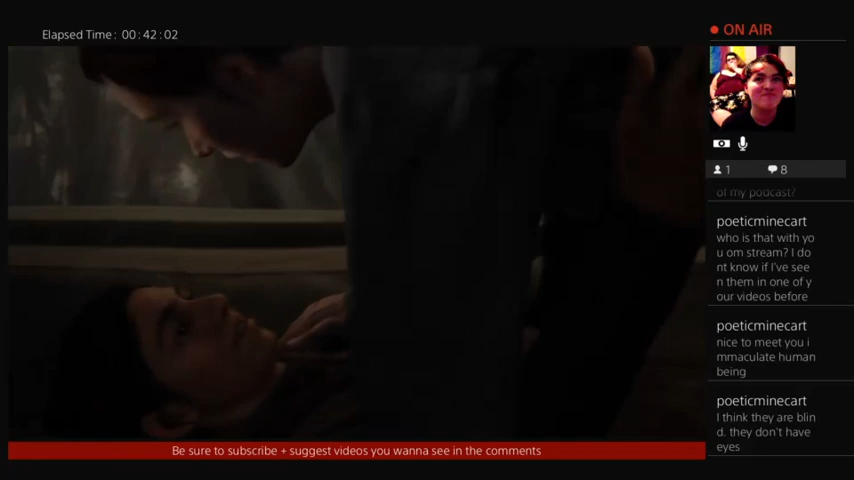 Elapsed Time: 00:42:02
ON AIR
1 8
of my podcast?
poeticminecart
who is that with yo
u om stream? I do
nt know if I've see
n them in one of y
our videos before
poeticminecart
nice to meet you i
mmaculate human
being
poeticminecart
I think they are blin
d. they don't have
eyes
Be sure to subscribe + suggest videos you wanna see in the comments